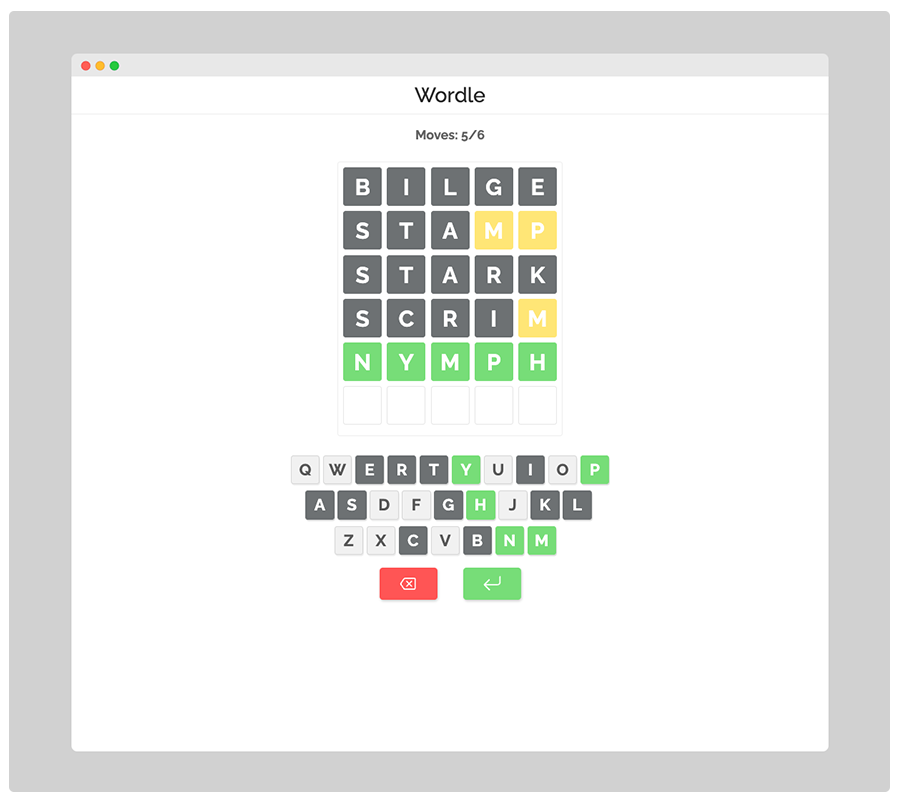 Wordle
Moves: 5/6
B I L G E
S T A M P
S T A R K
S C R I M
N Y M P H
Q W E R T Y U I O P
A S D F G H J K L
Z X C V B N M